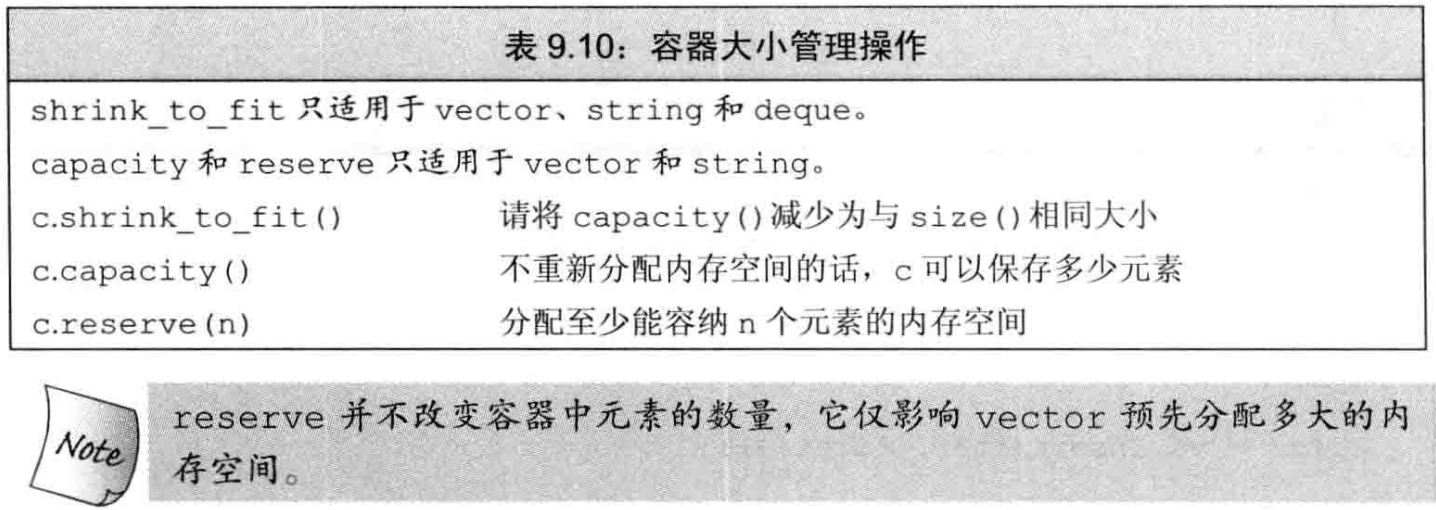 表 9.10：容器大小管理操作
shrink_to_fit 只适用于 vector、string 和 deque。
capacity 和 reserve 只适用于 vector 和 string。
c.shrink_to_fit() 请将 capacity()减少为与 size()相同大小
c.capacity() 不重新分配内存空间的话，c 可以保存多少元素
c.reserve(n) 分配至少能容纳 n 个元素的内存空间
Note
reserve 并不改变容器中元素的数量，它仅影响 vector 预先分配多大的内
存空间。